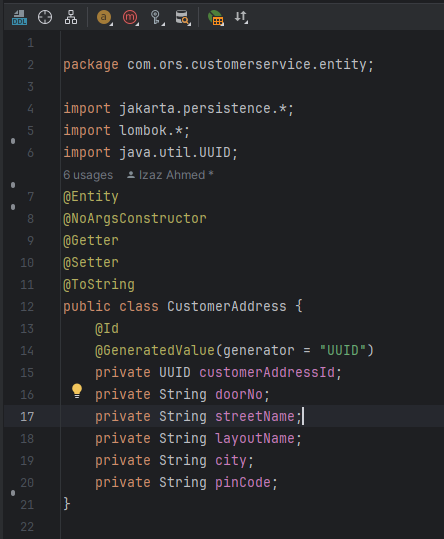 DDL
1
2 package com.ors.customerservice.entity;
3
4 import jakarta.persistence.*;
5 import lombok.*;
6 import java.util.UUID;
6 usages Izaz Ahmed *
7 @Entity
8 @NoArgsConstructor
9 @Getter
10 @Setter
11 @ToString
12 public class CustomerAddress {
13 @Id
14 @GeneratedValue(generator = "UUID")
15 private UUID customerAddressId;
16 private String doorNo;
17 private String streetName;
18 private String layoutName;
19 private String city;
20 private String pinCode;
21 }
22